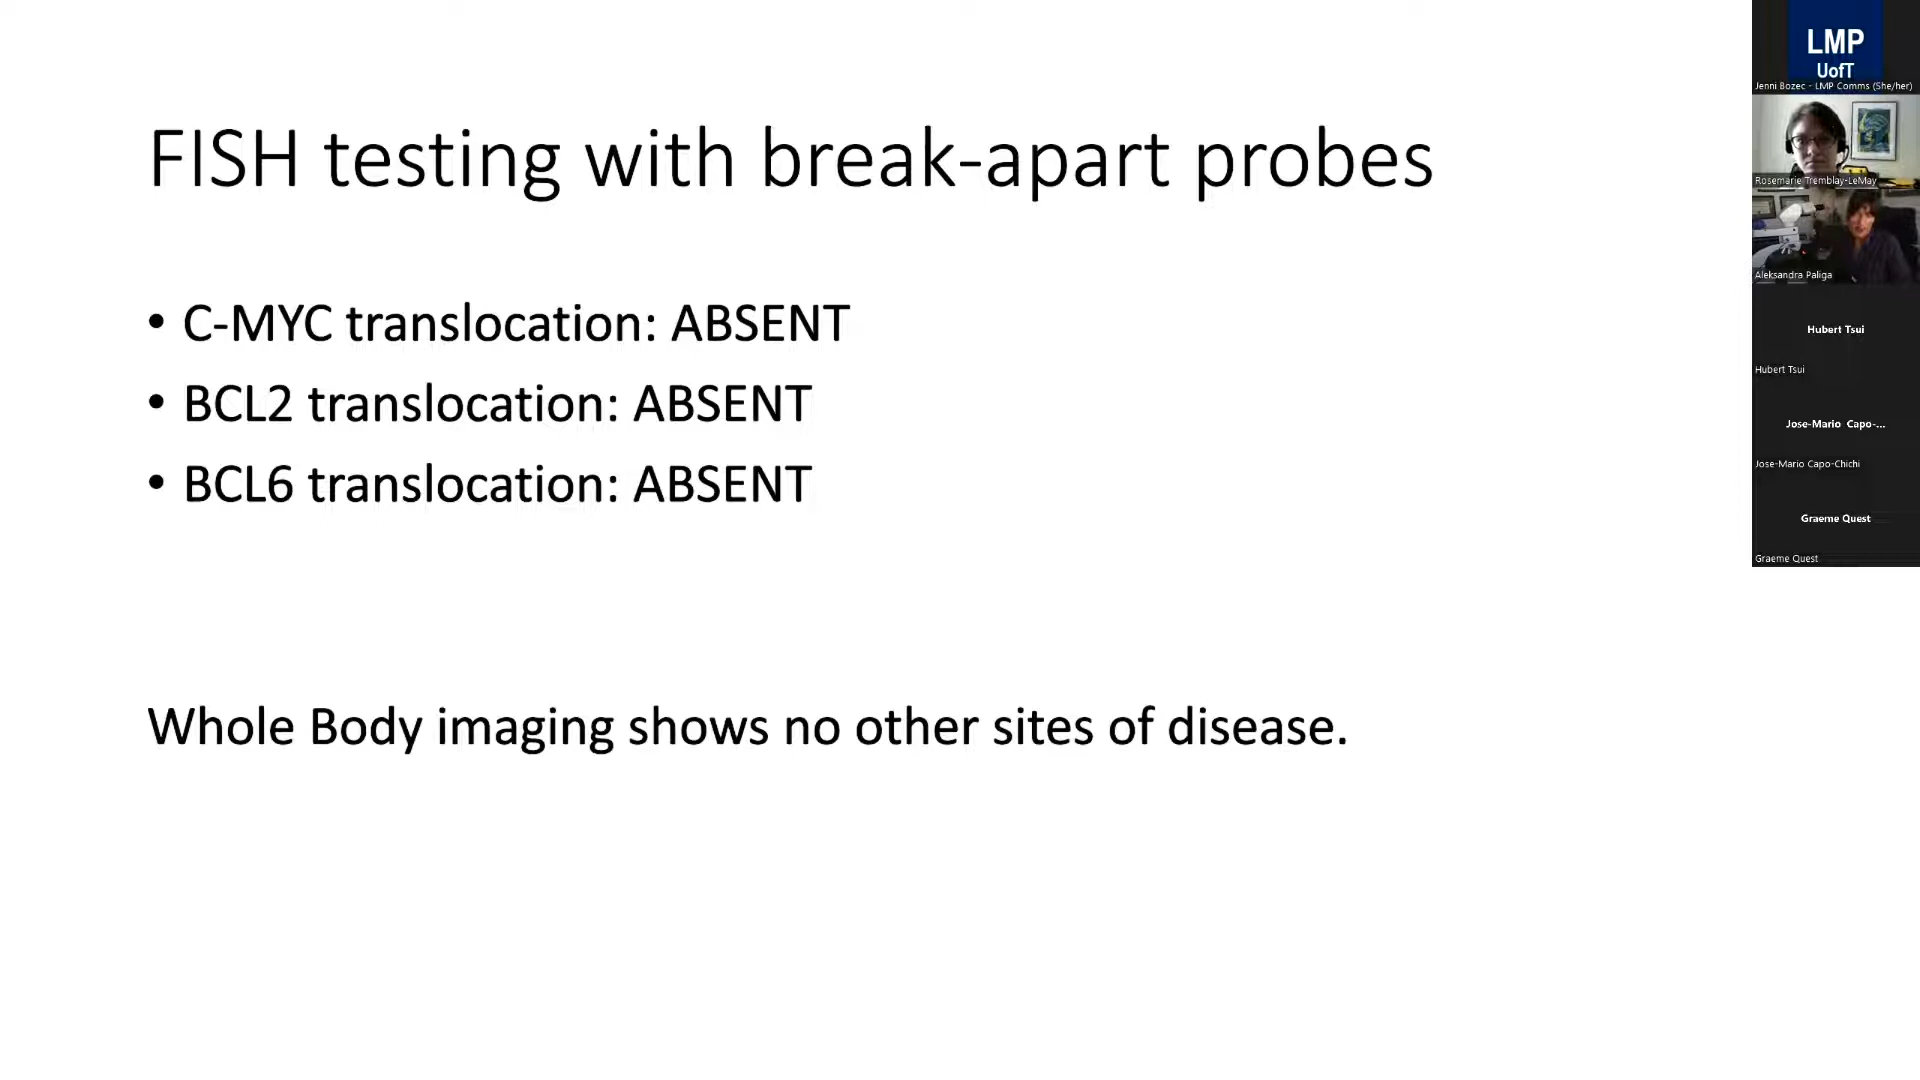 FISH testing with break-apart probes
• C-MYC translocation: ABSENT
• BCL2 translocation: ABSENT
• BCL6 translocation: ABSENT
Whole Body imaging shows no other sites of disease.
LMP
UofT
Jenni Bozec - LMP Comms (She/her)
Rosemarie Tremblay-LeMay
Aleksandra Paliga
Hubert Tsui
Hubert Tsui
Jose-Mario Capo-...
Jose-Mario Capo-Chichi
Graeme Quest
Graeme Quest